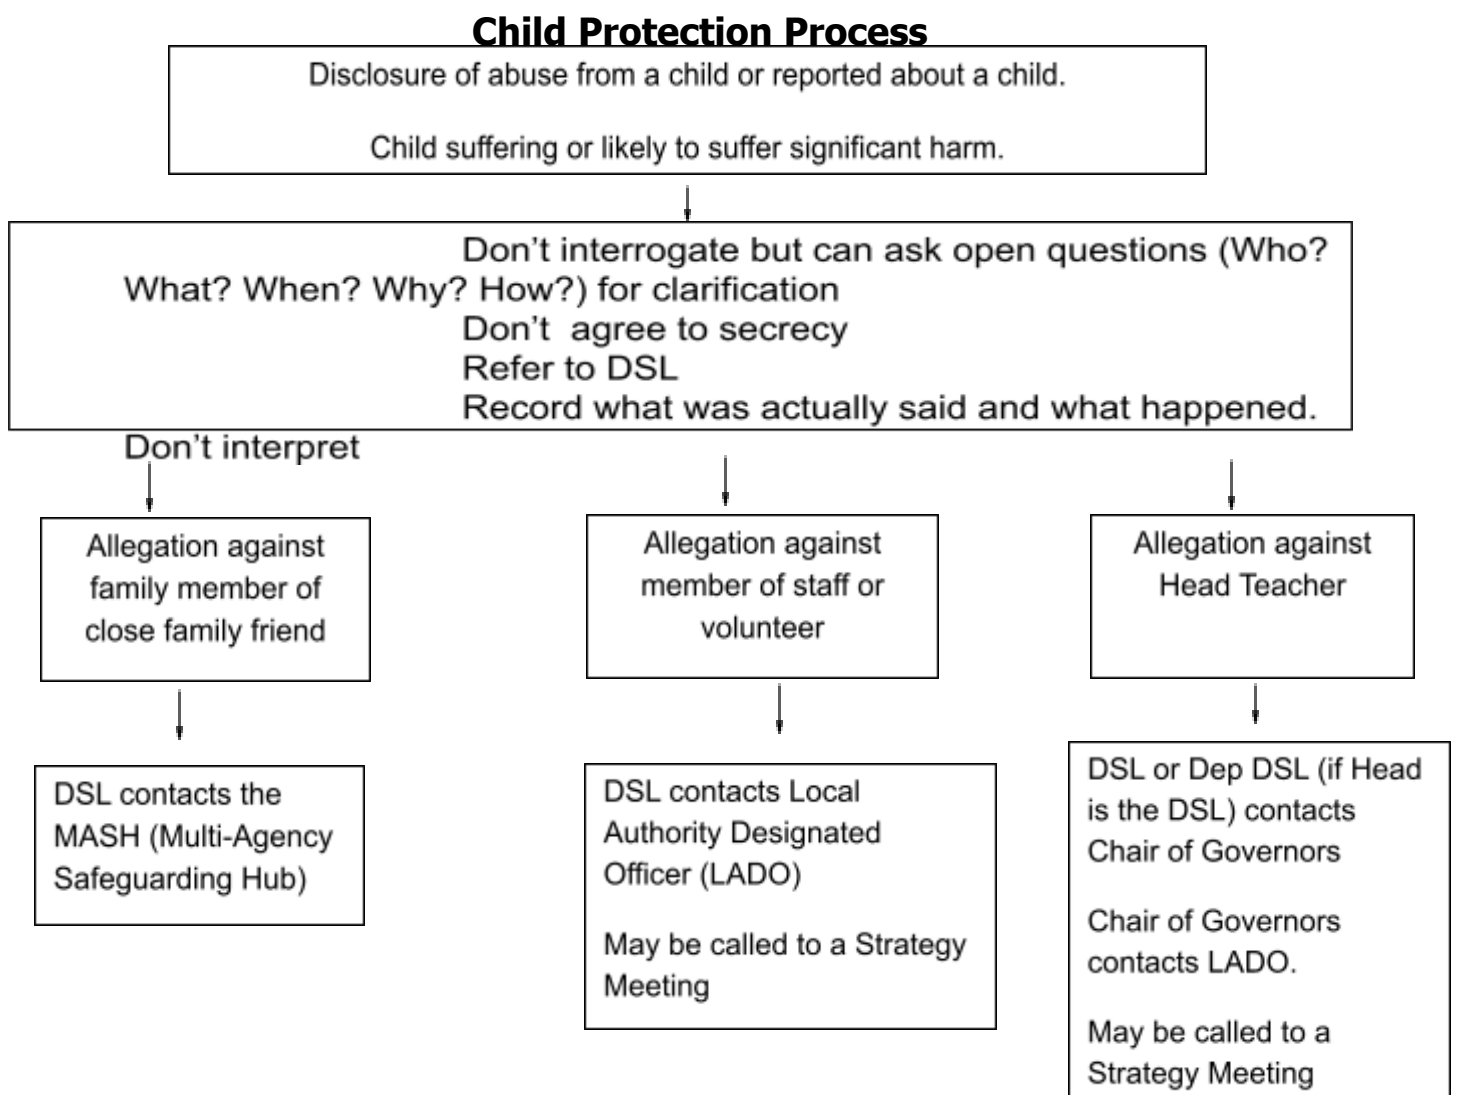 Child Protection Process
Disclosure of abuse from a child or reported about a child.
Child suffering or likely to suffer significant harm.
Don't interrogate but can ask open questions (Who?
What? When? Why? How?) for clarification
Don't  agree to secrecy
Refer to DSL
Record what was actually said and what happened.
Don't interpret
Allegation against
family member of
close family friend
Allegation against
member of staff or
volunteer
Allegation against
Head Teacher
DSL contacts the
MASH (Multi-Agency
Safeguarding Hub)
DSL contacts Local
Authority Designated
Officer (LADO)
May be called to a Strategy
Meeting
DSL or Dep DSL (if Head
is the DSL) contacts
Chair of Governors
Chair of Governors
contacts LADO.
May be called to a
Strategy Meeting